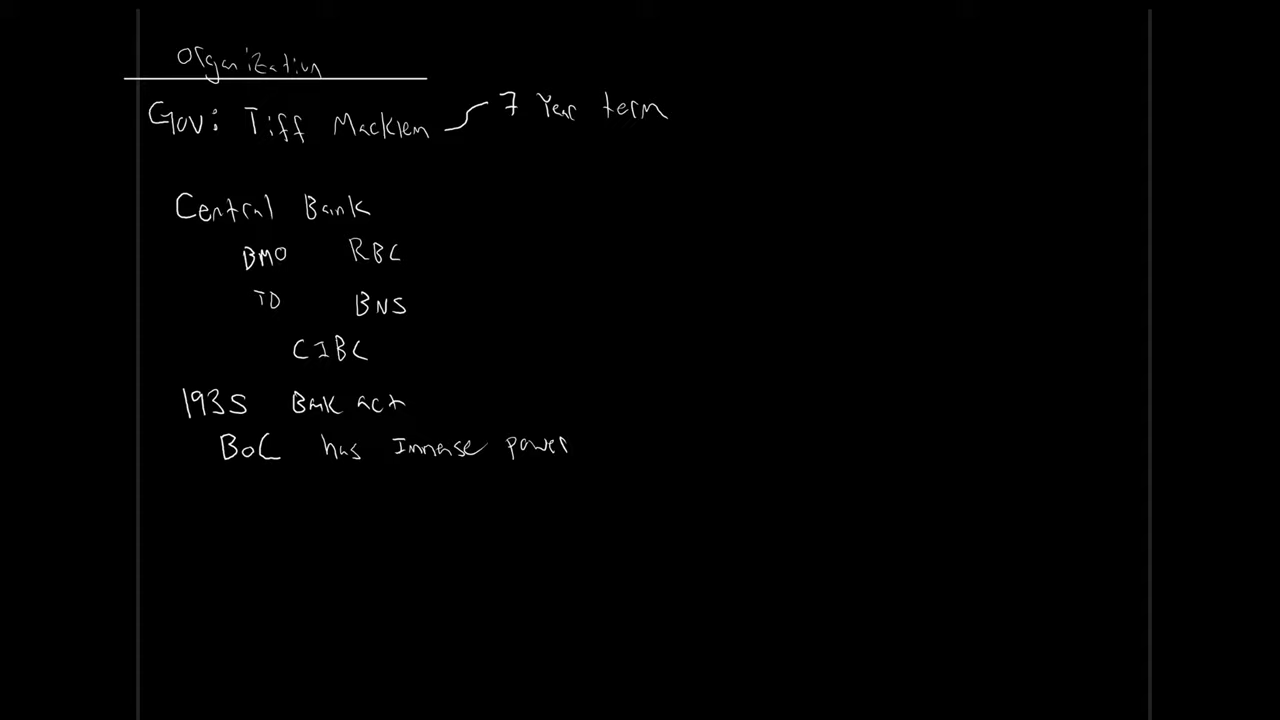 Organization
Gov: Tiff Macklem 7 Year term
Central Bank
BMO RBC
TD BNS
CIBC
1935 Bank act
BoC has Immense power